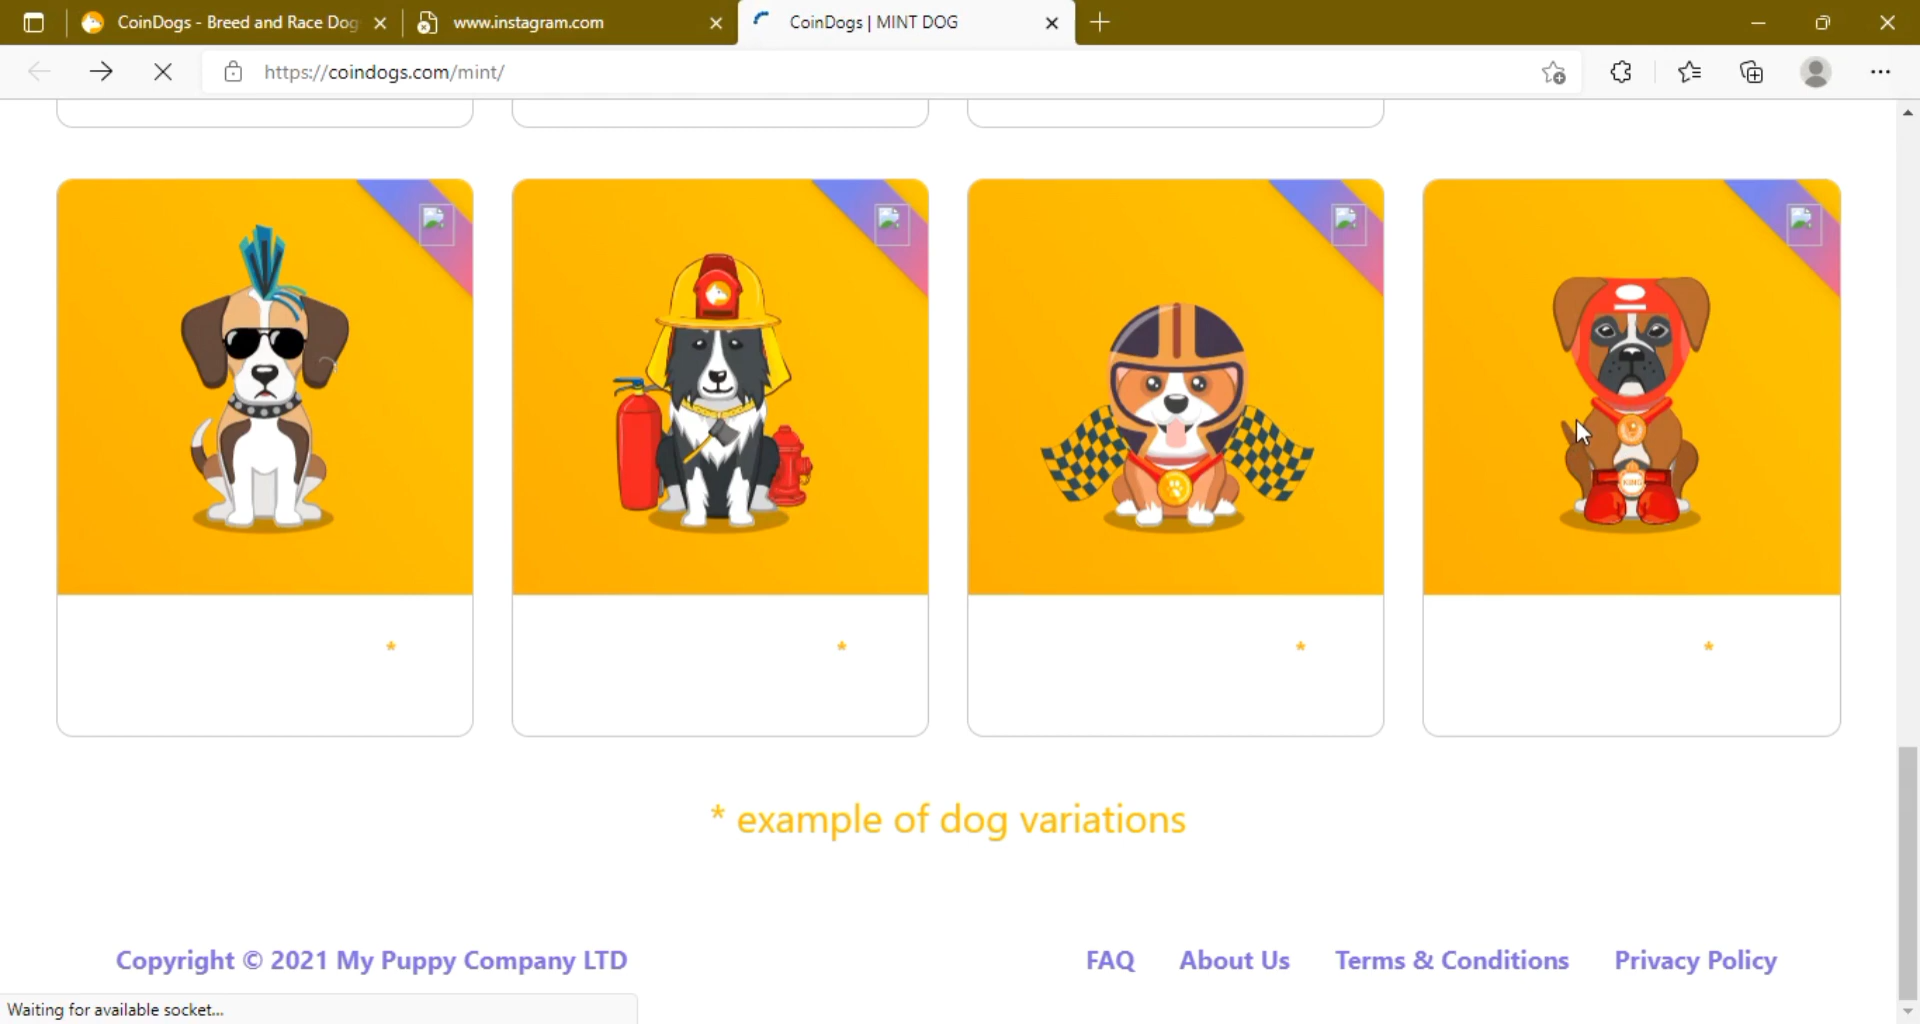 CoinDogs - Breed and Race Dog
www.instagram.com
CoinDogs | MINT DOG
https://coindogs.com/mint/
KING
*
*
*
*
* example of dog variations
Copyright © 2021 My Puppy Company LTD
FAQ
About Us
Terms & Conditions
Privacy Policy
Waiting for available socket...